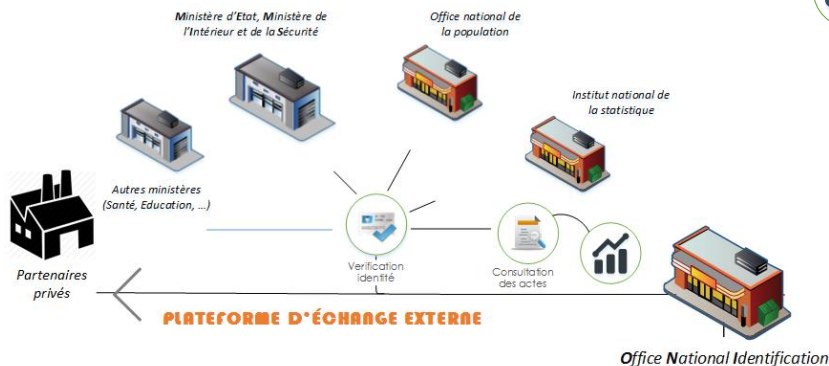 Ministère d'Etat, Ministère de
l'Intérieur et de la Sécurité
Office national de
la population
Institut national de
la statistique
Autres ministères
(Santé, Education, ...)
Partenaires
privés
Verification
identité
Consultation
des actes
PLATEFORME D'ÉCHANGE EXTERNE
Office National Identification